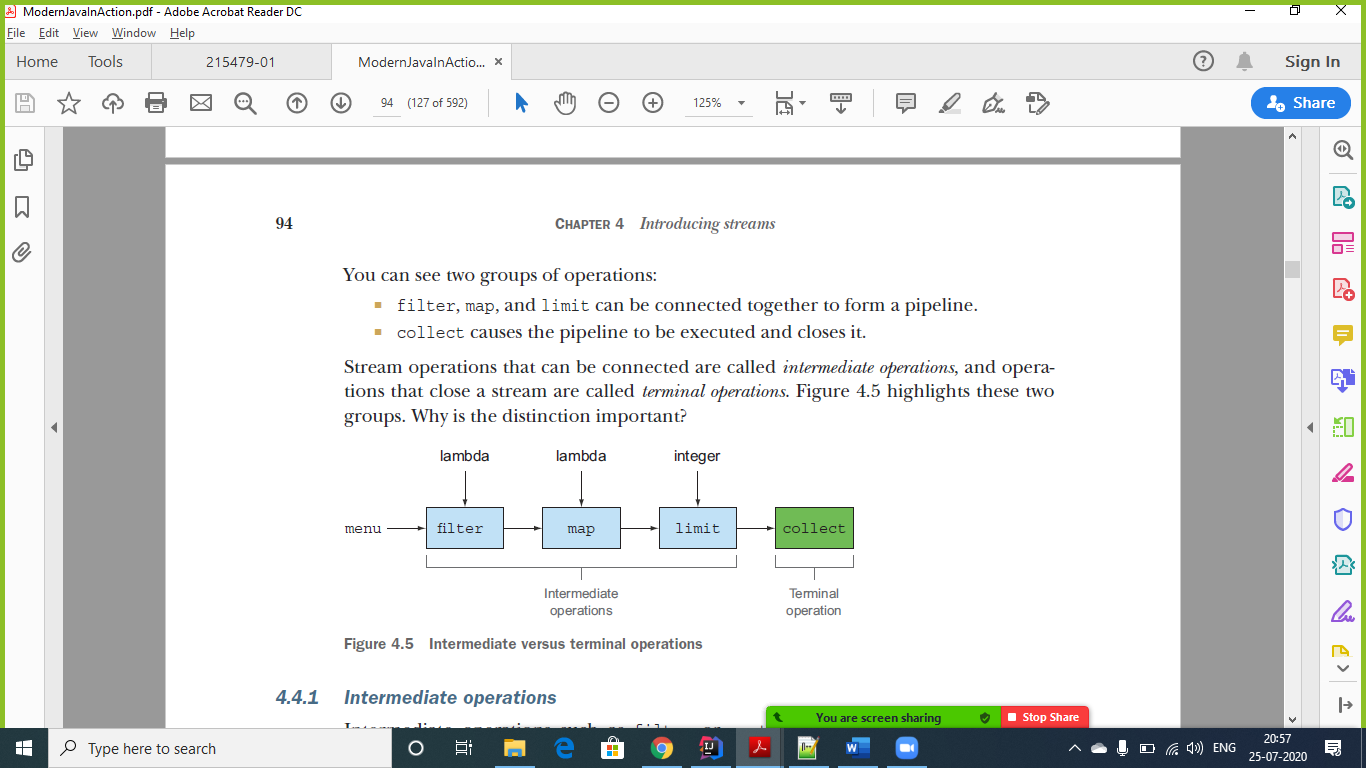 ModernJavaInAction.pdf - Adobe Acrobat Reader DC
File Edit View Window Help
Home Tools 215479-01 ModernJavaInActio... × Sign In
94 (127 of 592) 125% Share
94 CHAPTER 4 Introducing streams
You can see two groups of operations:
filter, map, and limit can be connected together to form a pipeline.
collect causes the pipeline to be executed and closes it.
Stream operations that can be connected are called intermediate operations, and opera-
tions that close a stream are called terminal operations. Figure 4.5 highlights these two
groups. Why is the distinction important?
lambda lambda integer
menu filter map limit collect
Intermediate
operations
Terminal
operation
Figure 4.5 Intermediate versus terminal operations
4.4.1 Intermediate operations
You are screen sharing Stop Share
Type here to search
ENG
20:57
25-07-2020